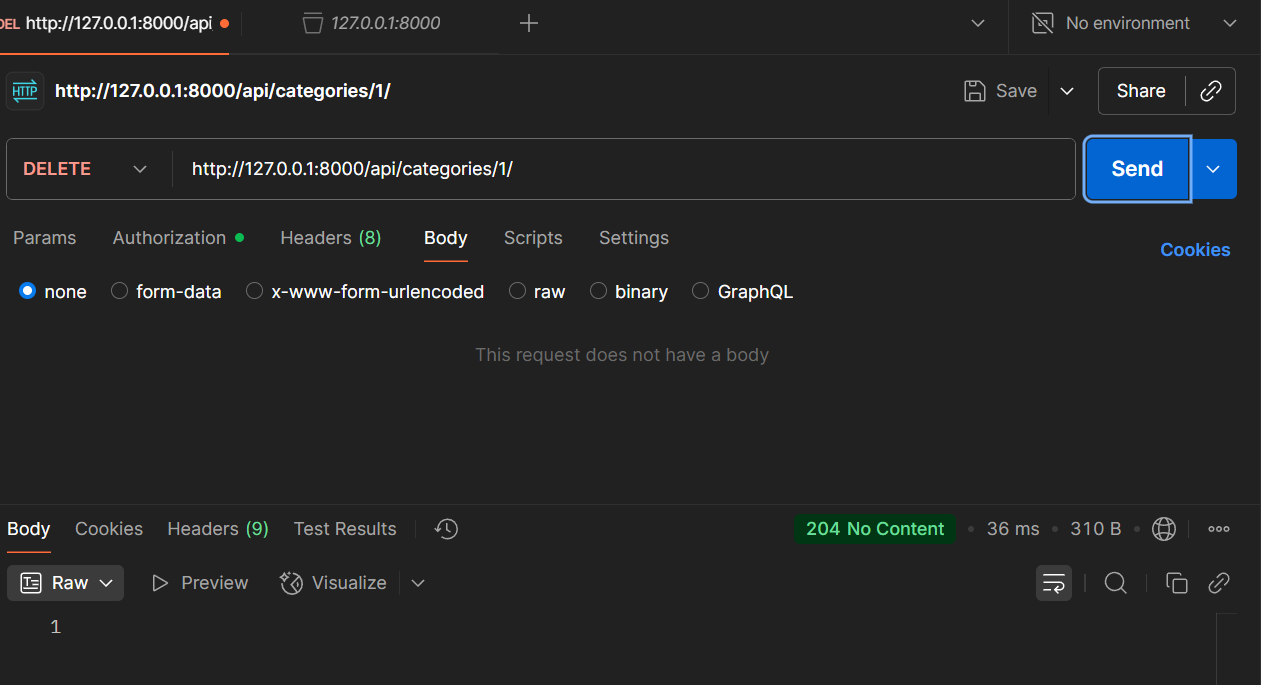 DEL http://127.0.0.1:8000/api 127.0.0.1:8000 No environment
HTTP http://127.0.0.1:8000/api/categories/1/ Save Share
DELETE http://127.0.0.1:8000/api/categories/1/ Send
Params Authorization Headers (8) Body Scripts Settings Cookies
none form-data x-www-form-urlencoded raw binary GraphQL
This request does not have a body
Body Cookies Headers (9) Test Results 204 No Content 36 ms 310 B
Raw Preview Visualize
1